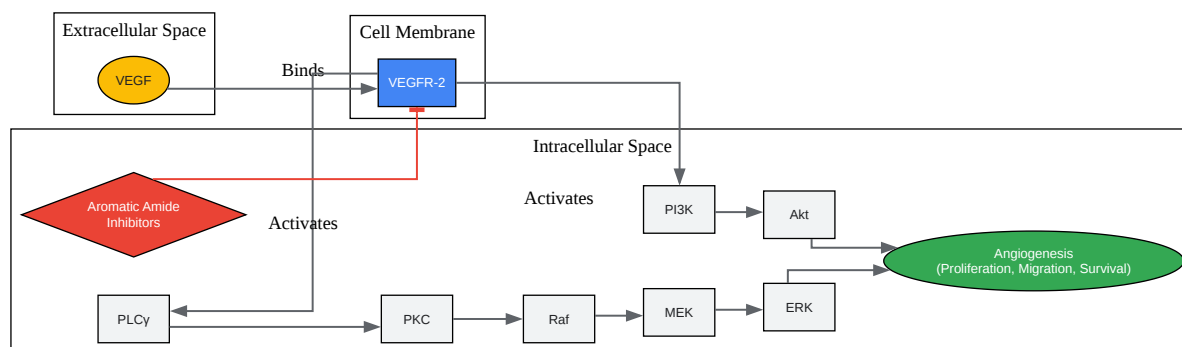 Extracellular Space
Cell Membrane
VEGF
Binds
VEGFR-2
Intracellular Space
Aromatic Amide
Inhibitors
Activates
Activates
PI3K
Akt
Angiogenesis
(Proliferation, Migration, Survival)
PLCγ
PKC
Raf
MEK
ERK